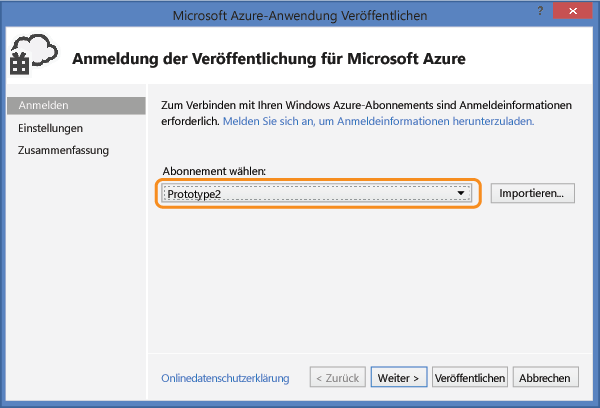 Microsoft Azure-Anwendung Veröffentlichen
?
Anmeldung der Veröffentlichung für Microsoft Azure
Anmelden
Einstellungen
Zusammenfassung
Zum Verbinden mit Ihren Windows Azure-Abonnements sind Anmeldeinformationen
erforderlich. Melden Sie sich an, um Anmeldeinformationen herunterzuladen.
Abonnement wählen:
Prototype2
Importieren...
Onlinedatenschutzerklärung
< Zurück
Weiter >
Veröffentlichen
Abbrechen